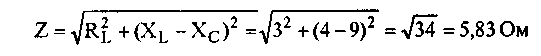 Z = √(R_L^2 + (X_L − X_C)^2) = √(3^2 + (4 − 9)^2) = √34 = 5,83 Ом